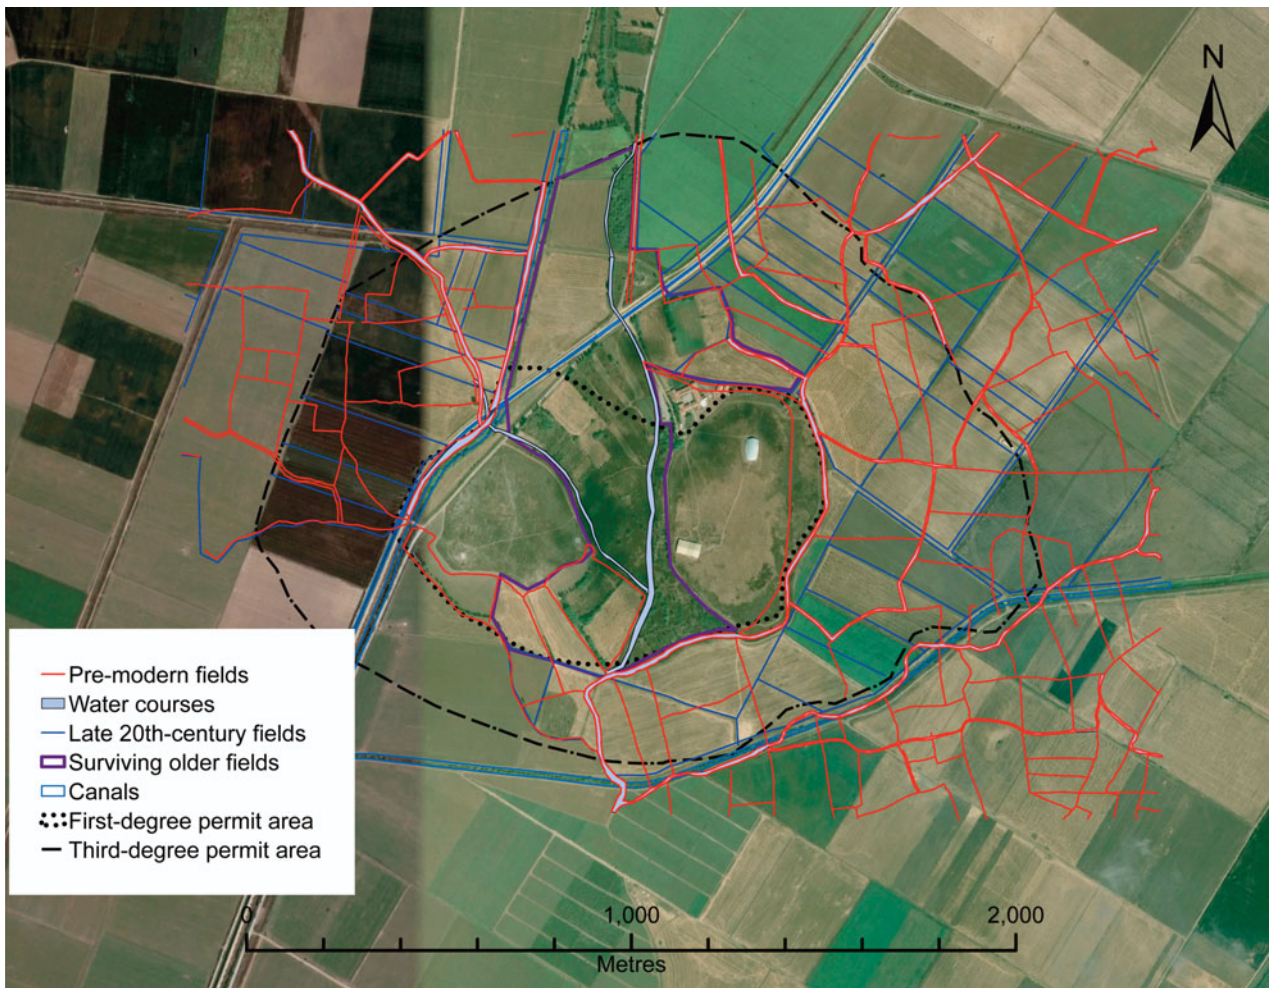 N
Pre-modern fields
Water courses
Late 20th-century fields
Surviving older fields
Canals
First-degree permit area
Third-degree permit area
0 1,000 2,000
Metres